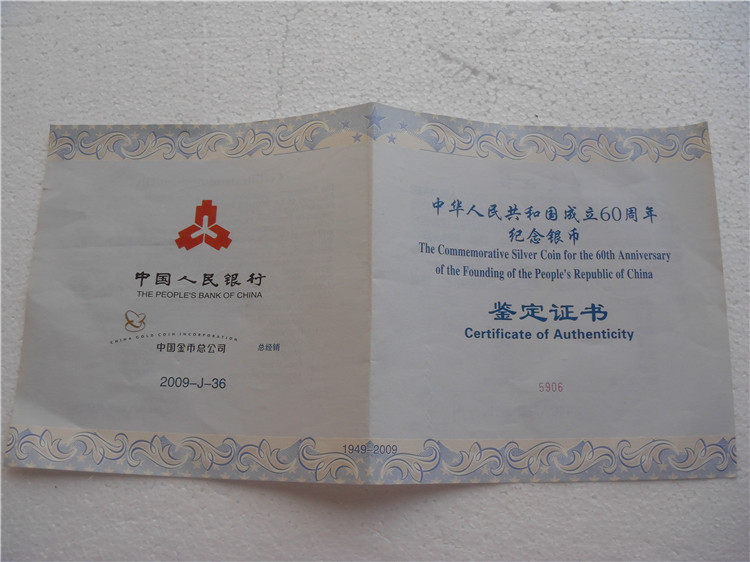 中国人民银行
THE PEOPLE'S BANK OF CHINA
CHINA GOLD COIN INCORPORATION
中国金币总公司 总经销
2009-J-36
中华人民共和国成立60周年
纪念银币
The Commemorative Silver Coin for the 60th Anniversary
of the Founding of the People's Republic of China
鉴定证书
Certificate of Authenticity
5906
1949-2009